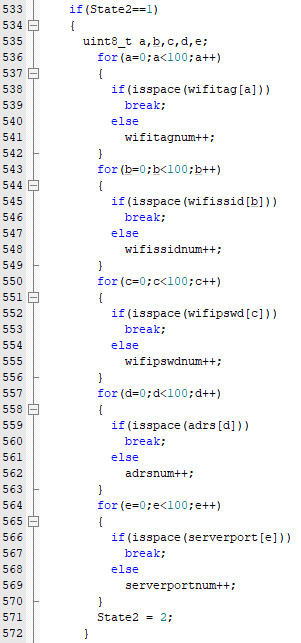 533 if(State2==1)
534 {
535 uint8_t a,b,c,d,e;
536 for(a=0;a<100;a++)
537 {
538 if(isspace(wifitag[a]))
539 break;
540 else
541 wifitagnum++;
542 }
543 for(b=0;b<100;b++)
544 {
545 if(isspace(wifissid[b]))
546 break;
547 else
548 wifissidnum++;
549 }
550 for(c=0;c<100;c++)
551 {
552 if(isspace(wifipswd[c]))
553 break;
554 else
555 wifipswdnum++;
556 }
557 for(d=0;d<100;d++)
558 {
559 if(isspace(adrs[d]))
560 break;
561 else
562 adrsnum++;
563 }
564 for(e=0;e<100;e++)
565 {
566 if(isspace(serverport[e]))
567 break;
568 else
569 serverportnum++;
570 }
571 State2 = 2;
572 }